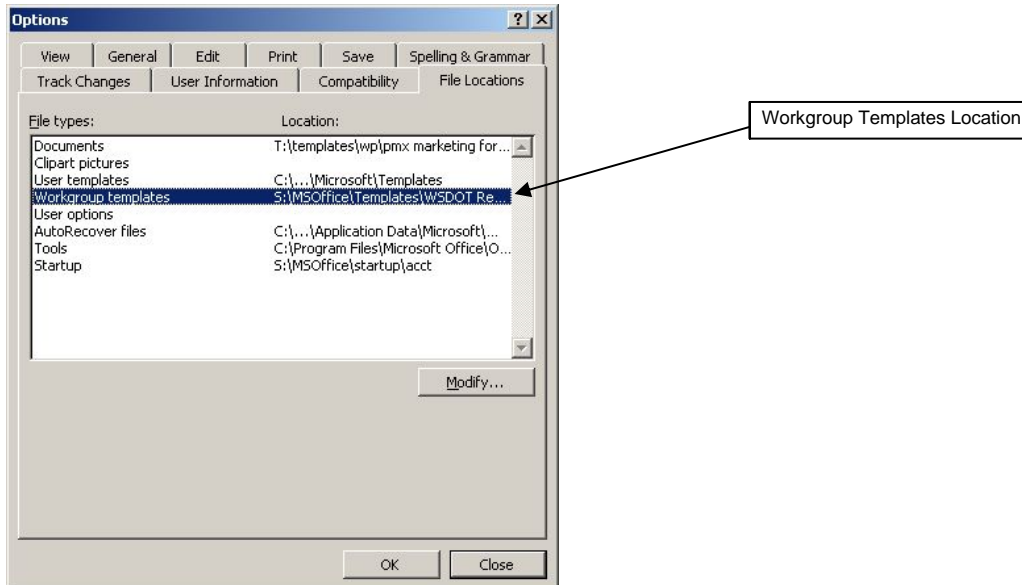 Options
View General Edit Print Save Spelling & Grammar
Track Changes User Information Compatibility File Locations
File types: Location:
Documents T:\templates\wp\pmx marketing for...
Clipart pictures
User templates C:\...\Microsoft\Templates
Workgroup templates S:\MSOffice\Templates\WSDOT Re...
User options
AutoRecover files C:\...\Application Data\Microsoft\...
Tools C:\Program Files\Microsoft Office\O...
Startup S:\MSOffice\startup\acct
Modify...
OK Close
Workgroup Templates Location